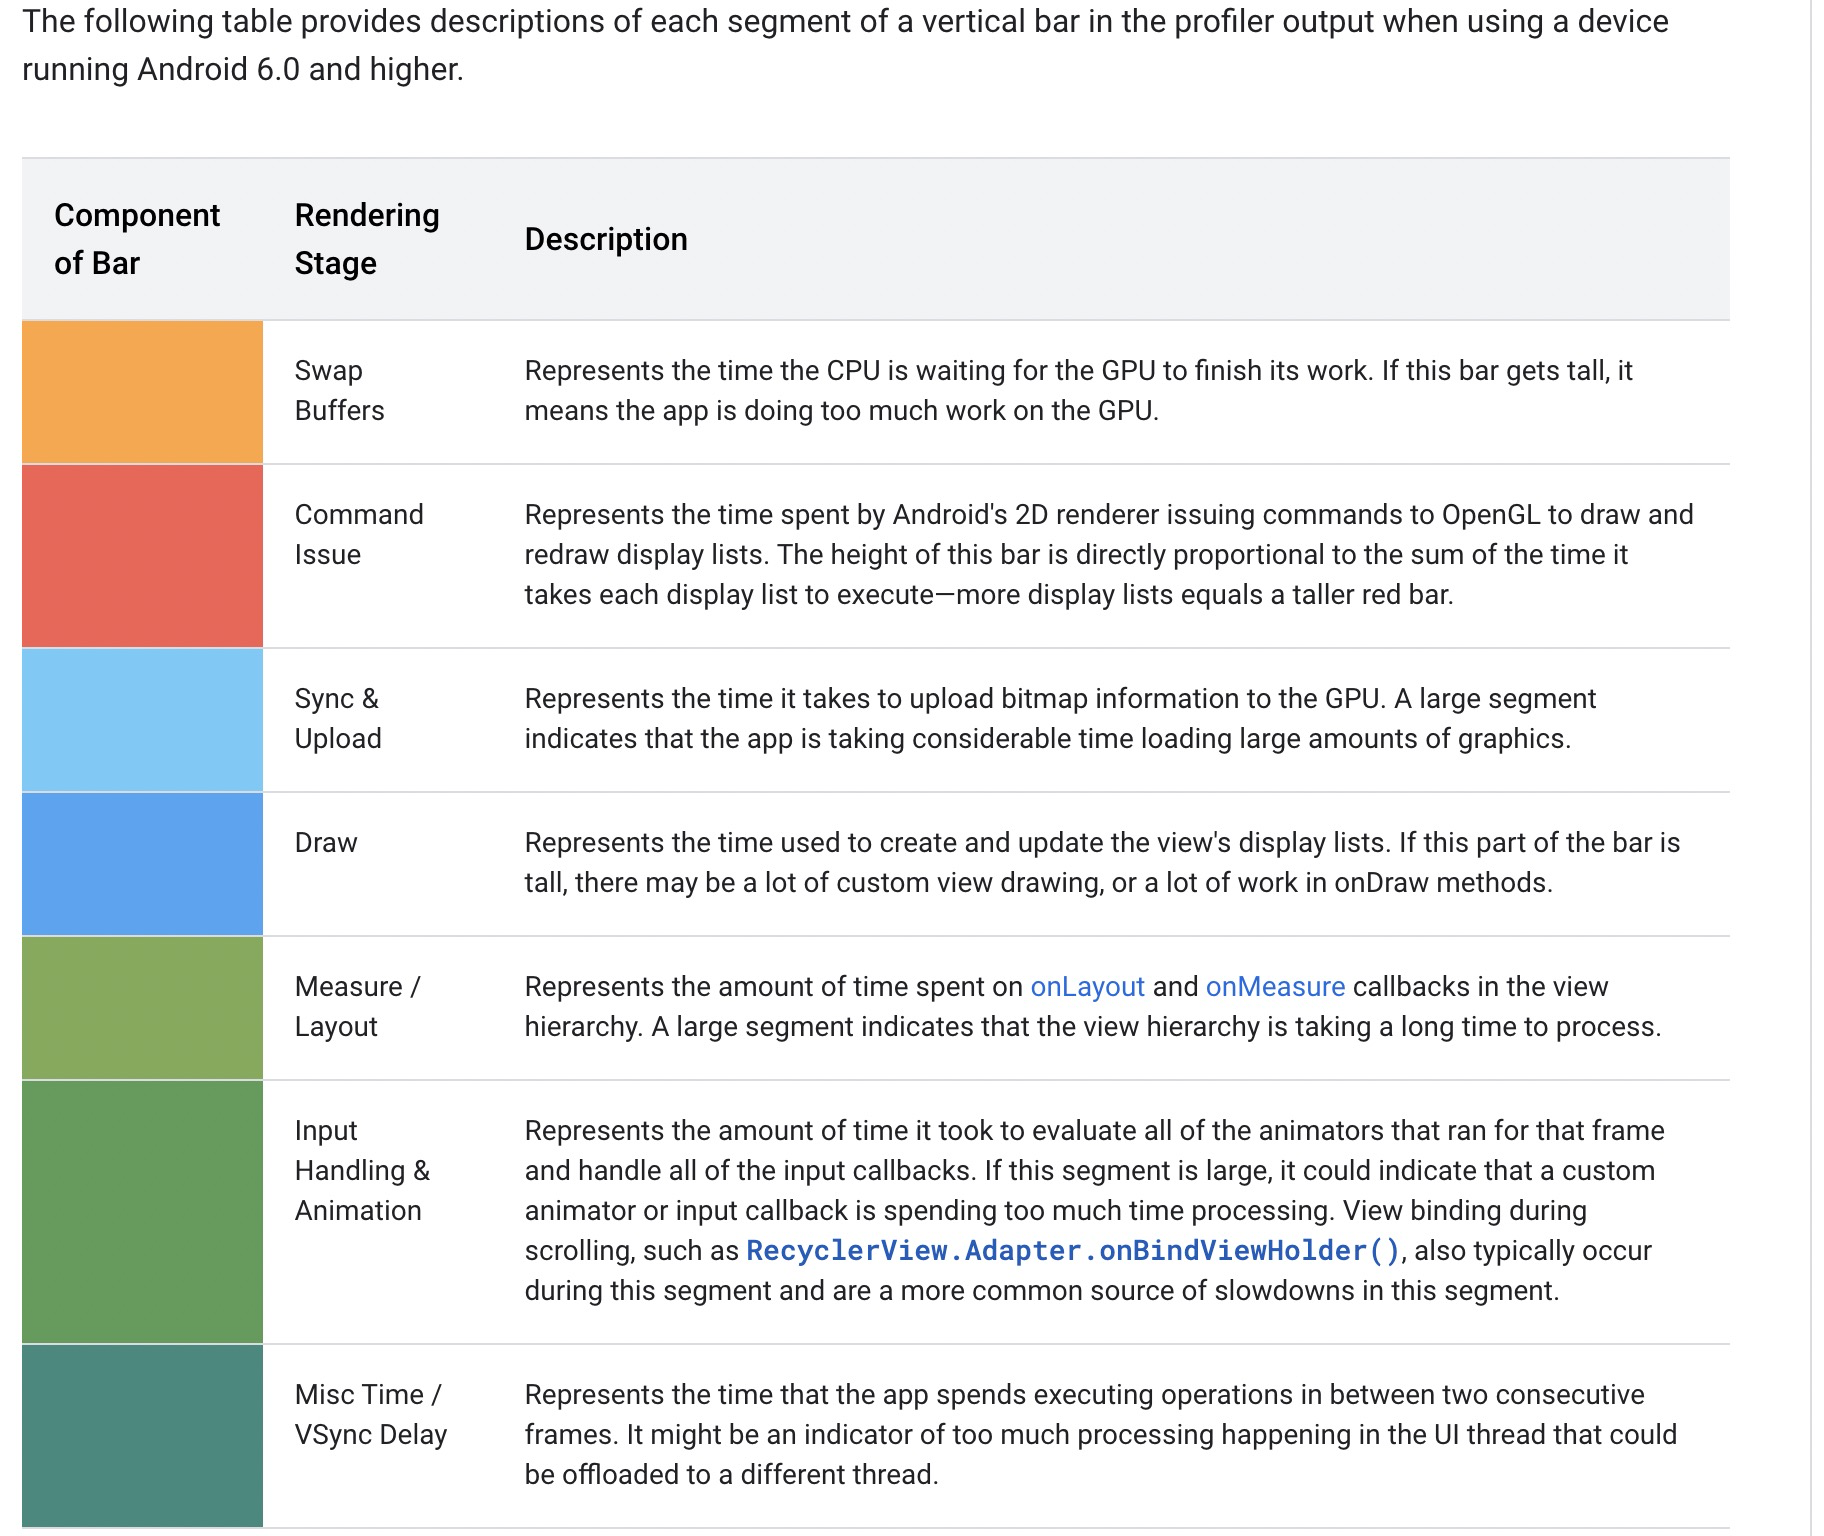 The following table provides descriptions of each segment of a vertical bar in the profiler output when using a device
running Android 6.0 and higher.
Component
of Bar
Rendering
Stage
Description
Swap
Buffers
Represents the time the CPU is waiting for the GPU to finish its work. If this bar gets tall, it
means the app is doing too much work on the GPU.
Command
Issue
Represents the time spent by Android's 2D renderer issuing commands to OpenGL to draw and
redraw display lists. The height of this bar is directly proportional to the sum of the time it
takes each display list to execute—more display lists equals a taller red bar.
Sync &
Upload
Represents the time it takes to upload bitmap information to the GPU. A large segment
indicates that the app is taking considerable time loading large amounts of graphics.
Draw
Represents the time used to create and update the view's display lists. If this part of the bar is
tall, there may be a lot of custom view drawing, or a lot of work in onDraw methods.
Measure /
Layout
Represents the amount of time spent on onLayout and onMeasure callbacks in the view
hierarchy. A large segment indicates that the view hierarchy is taking a long time to process.
Input
Handling &
Animation
Represents the amount of time it took to evaluate all of the animators that ran for that frame
and handle all of the input callbacks. If this segment is large, it could indicate that a custom
animator or input callback is spending too much time processing. View binding during
scrolling, such as RecyclerView.Adapter.onBindViewHolder(), also typically occur
during this segment and are a more common source of slowdowns in this segment.
Misc Time /
VSync Delay
Represents the time that the app spends executing operations in between two consecutive
frames. It might be an indicator of too much processing happening in the UI thread that could
be offloaded to a different thread.